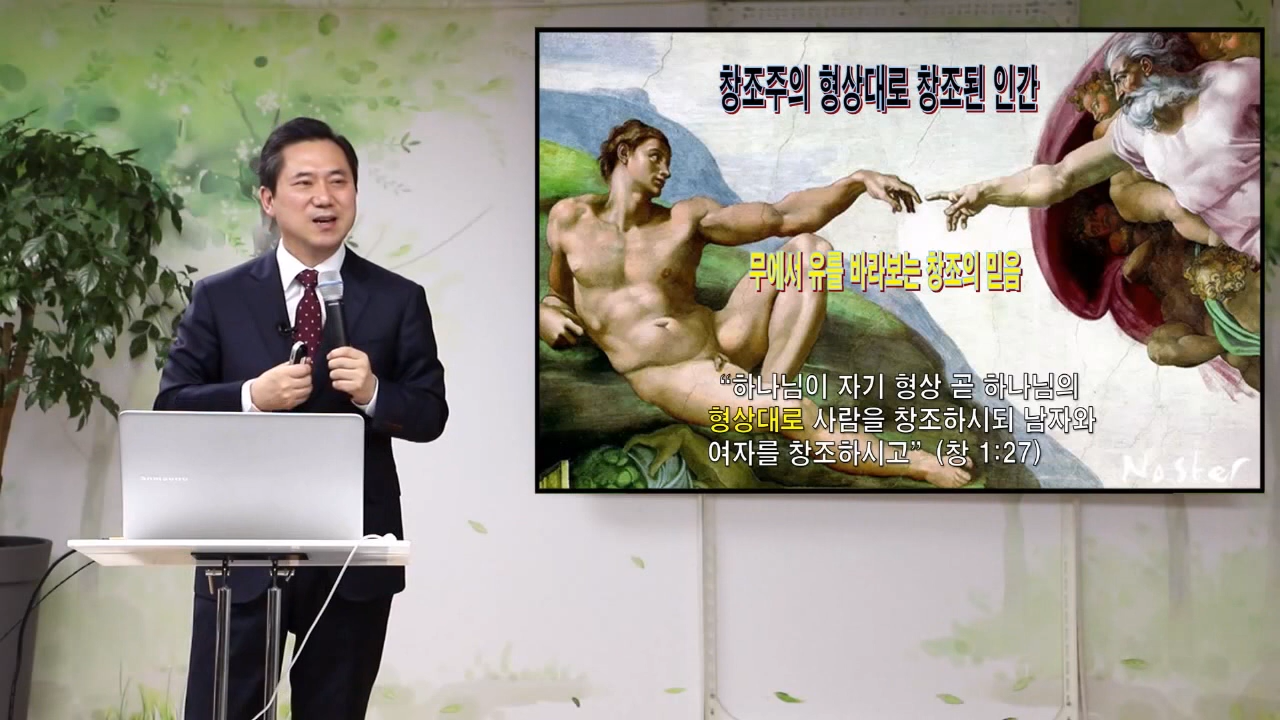 창조주의 형상대로 창조된 인간
무에서 유를 바라보는 창조의 믿음
“하나님이 자기 형상 곧 하나님의
형상대로 사람을 창조하시되 남자와
여자를 창조하시고” (창 1:27)
Noster
SAMSUNG